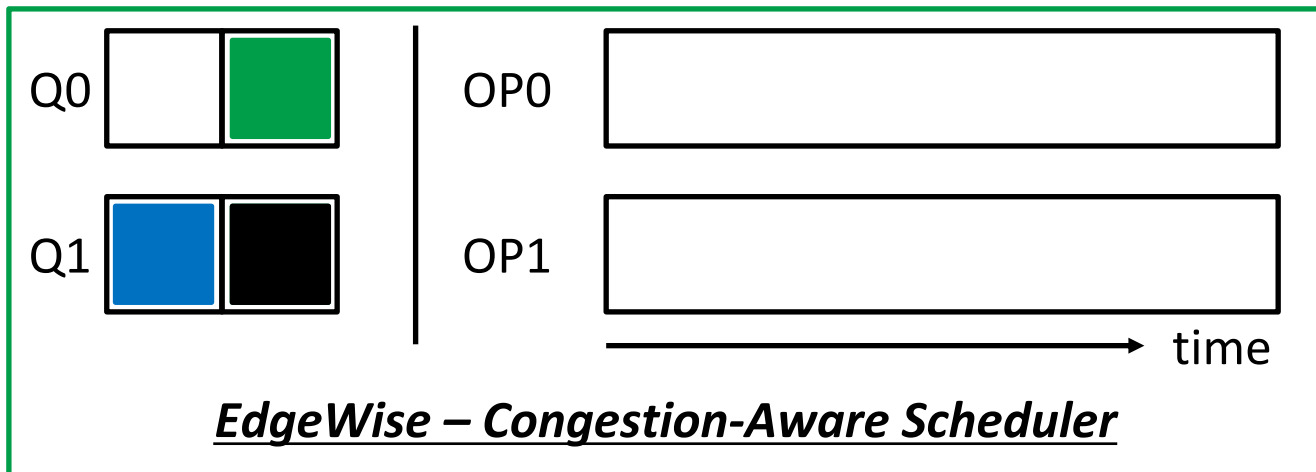 Q0 OP0
Q1 OP1
time
EdgeWise – Congestion-Aware Scheduler